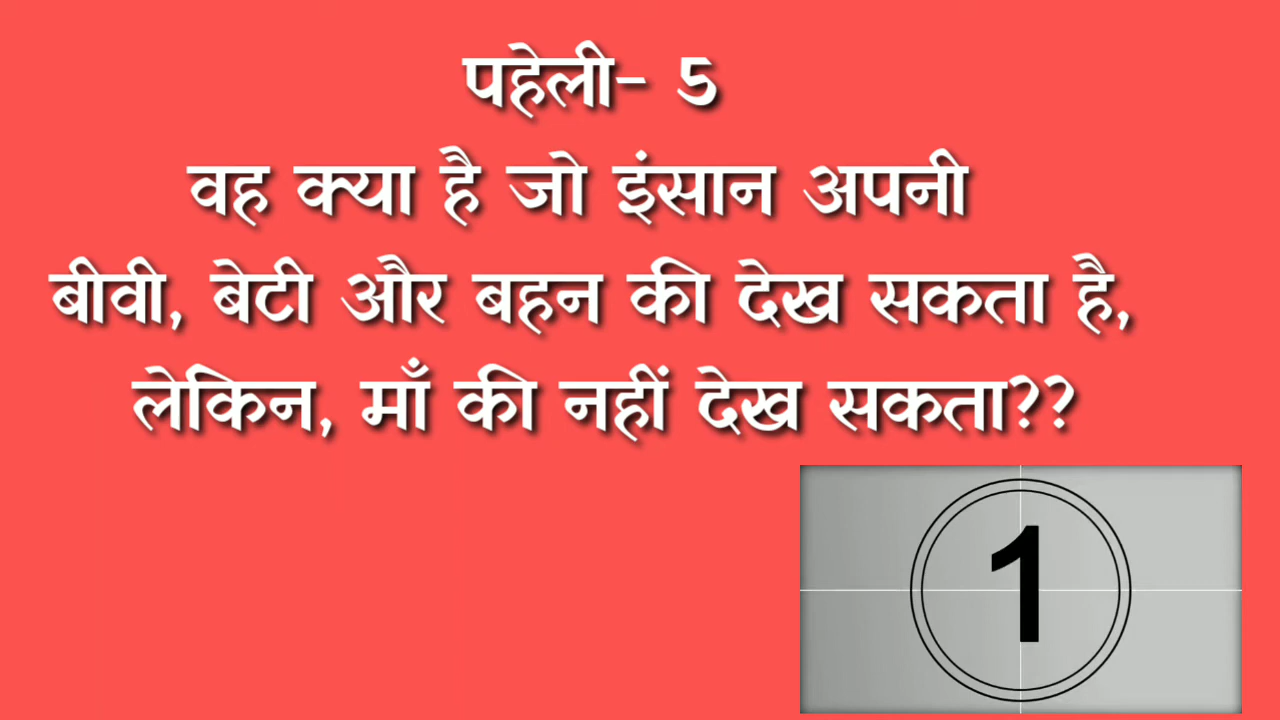 पहेली- 5
वह क्या है जो इंसान अपनी
बीवी, बेटी और बहन की देख सकता है,
लेकिन, माँ की नहीं देख सकता??
1